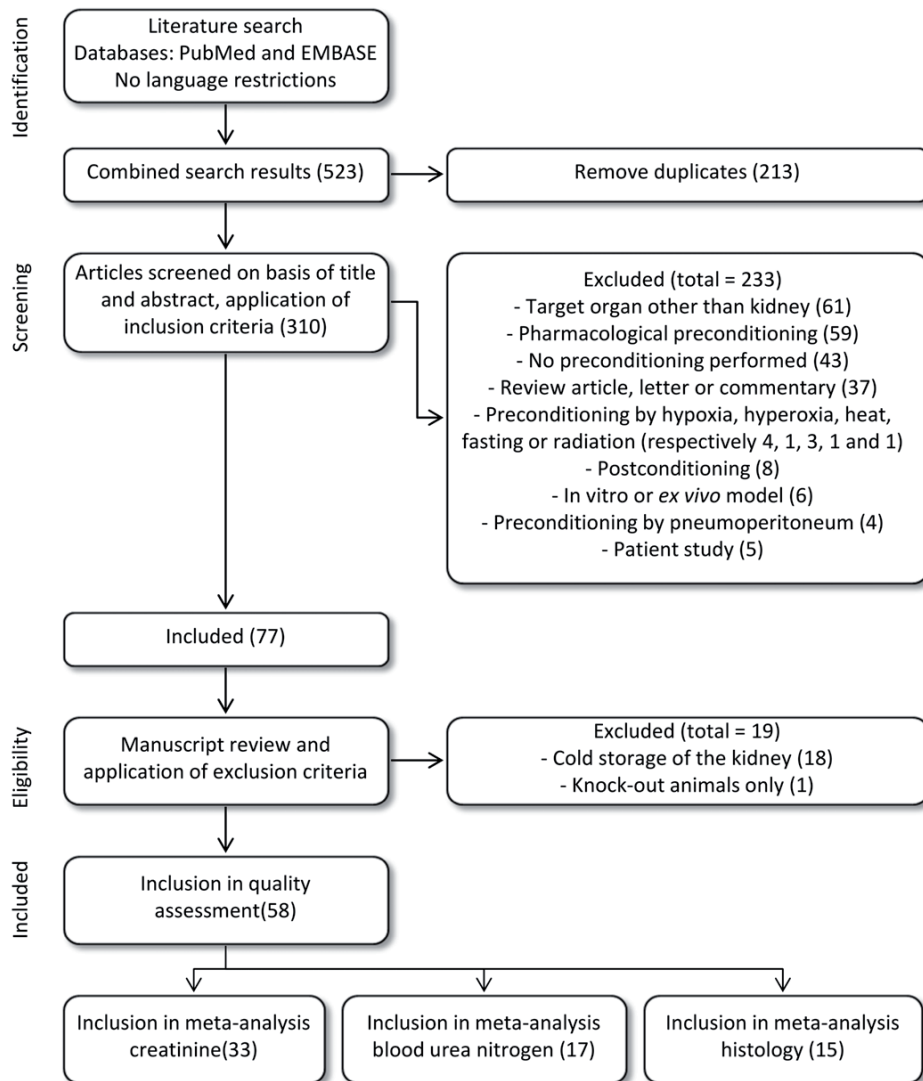 Identification
Literature search
Databases: PubMed and EMBASE
No language restrictions
Combined search results (523)
Remove duplicates (213)
Screening
Articles screened on basis of title
and abstract, application of
inclusion criteria (310)
Excluded (total = 233)
- Target organ other than kidney (61)
- Pharmacological preconditioning (59)
- No preconditioning performed (43)
- Review article, letter or commentary (37)
- Preconditioning by hypoxia, hyperoxia, heat,
fasting or radiation (respectively 4, 1, 3, 1 and 1)
- Postconditioning (8)
- In vitro or ex vivo model (6)
- Preconditioning by pneumoperitoneum (4)
- Patient study (5)
Included (77)
Eligibility
Manuscript review and
application of exclusion criteria
Excluded (total = 19)
- Cold storage of the kidney (18)
- Knock-out animals only (1)
Included
Inclusion in quality
assessment(58)
Inclusion in meta-analysis
creatinine(33)
Inclusion in meta-analysis
blood urea nitrogen (17)
Inclusion in meta-analysis
histology (15)